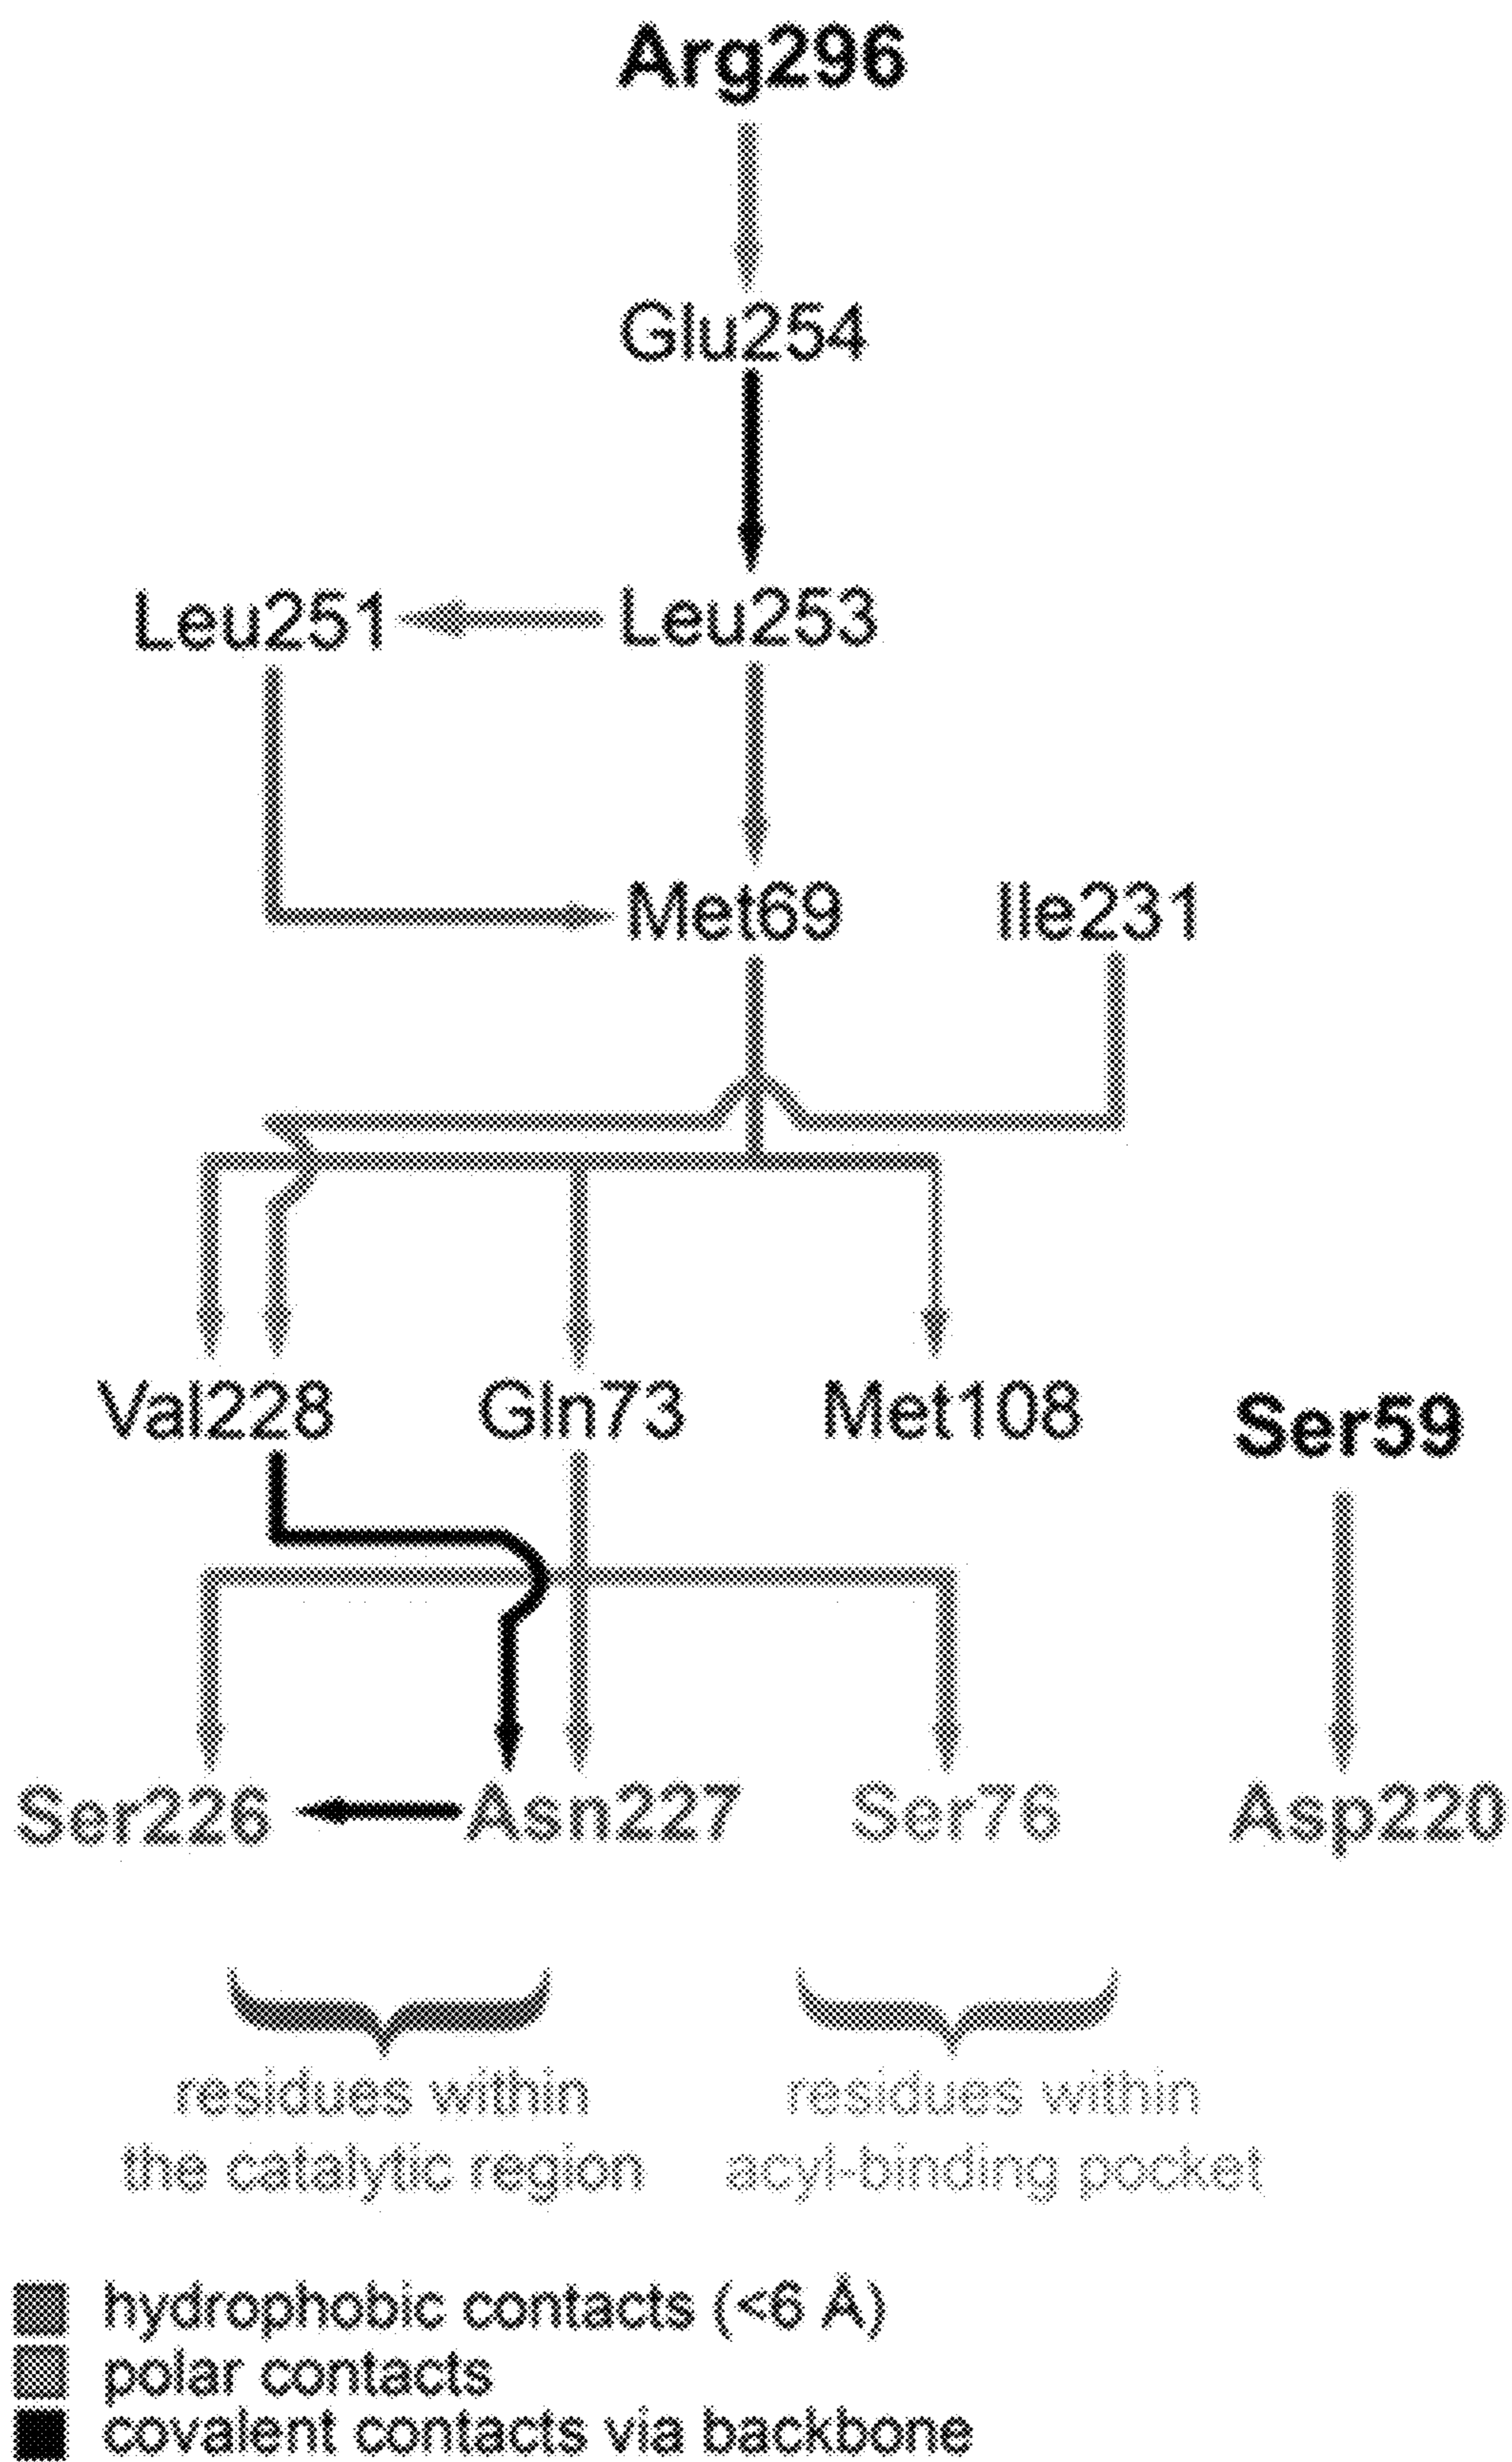 Arg296
Glu254
Leu251 Leu253
Met69 Ile231
Val228 Gln73 Met108 Ser59
Ser226 Asn227 Ser76 Asp220
residues within residues within
the catalytic region acyl-binding pocket
hydrophobic contacts (<6 Å)
polar contacts
covalent contacts via backbone